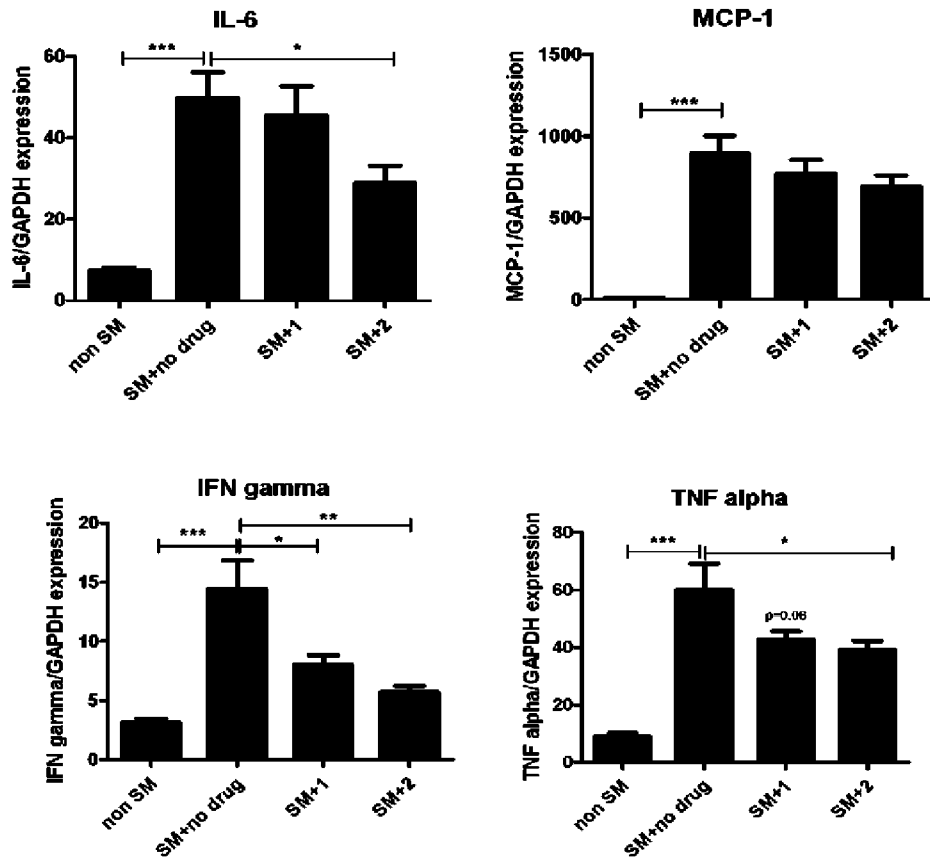 IL-6
***
*
60
40
20
0
IL-6/GAPDH expression
non SM
SM+no drug
SM+1
SM+2
MCP-1
***
1500
1000
500
0
MCP-1/GAPDH expression
non SM
SM+no drug
SM+1
SM+2
IFN gamma
**
***
*
20
15
10
5
0
IFN gamma/GAPDH expression
non SM
SM+no drug
SM+1
SM+2
TNF alpha
***
*
p=0.06
80
60
40
20
0
TNF alpha/GAPDH expression
non SM
SM+no drug
SM+1
SM+2